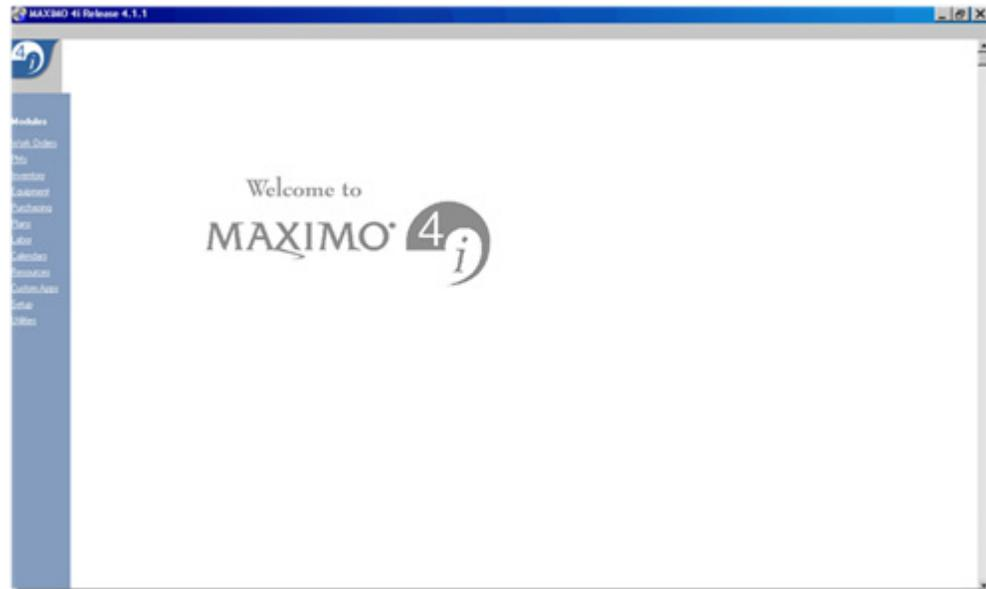 MAXIMO 4i Release 4.1.1
4i
Modules
Work Orders
PMs
Inventory
Equipment
Purchasing
Plans
Labor
Calendars
Resources
Custom Apps
Setup
Utilities
Welcome to
MAXIMO 4i